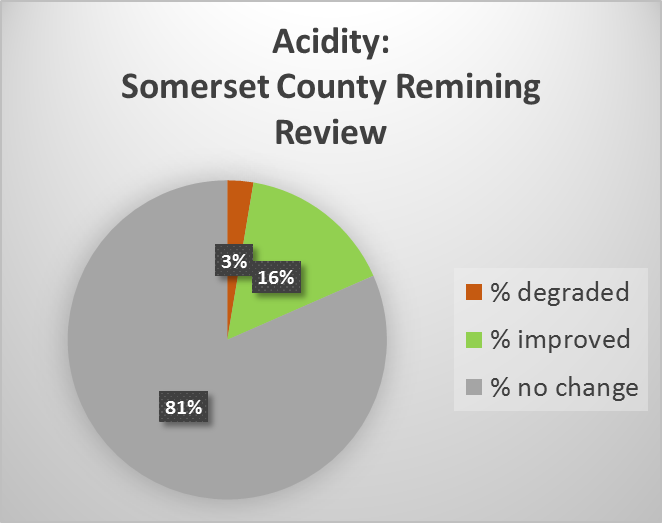 Acidity:
Somerset County Remining
Review
3%
16%
81%
% degraded
% improved
% no change